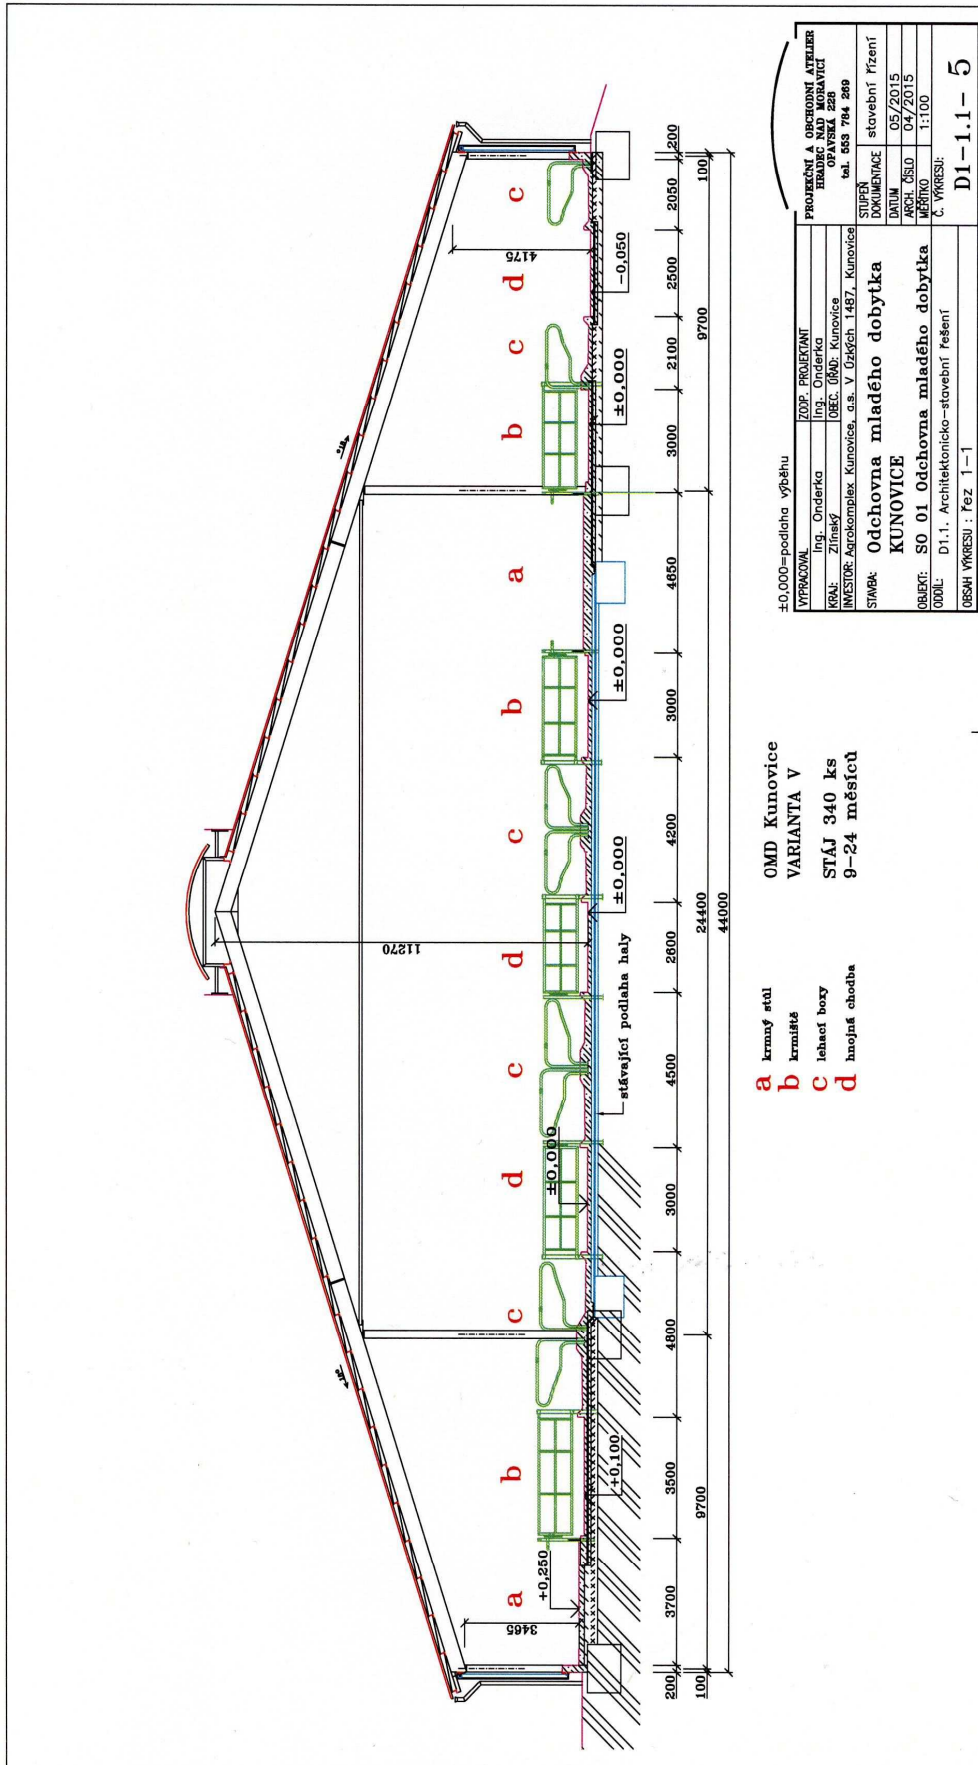 18°
18°
11270
3465
4175
a
b
c
d
c
d
c
b
a
b
c
d
c
+0,250
+0,100
±0,000
±0,000
±0,000
±0,000
-0,050
stávající podlaha haly
200
3700
3500
4800
3000
4500
2800
4200
3000
4650
3000
2100
2500
2050
200
100
9700
24400
9700
100
44000
a krmný stůl
b krmiště
c lehací boxy
d hnojná chodba
OMD Kunovice
VARIANTA V
STÁJ 340 ks
9-24 měsíců
±0,000=podlaha výběhu
VYPRACOVAL
ZODP. PROJEKTANT
Ing. Onderka
Ing. Onderka
KRAJ: Zlínský
OBEC. ÚŘAD: Kunovice
INVESTOR: Agrokomplex Kunovice, a.s. V Úzkých 1487, Kunovice
STAVBA: Odchovna mladého dobytka
KUNOVICE
OBJEKT: SO 01 Odchovna mladého dobytka
ODDÍL: D1.1. Architektonicko-stavební řešení
OBSAH VÝKRESU : řez 1-1
PROJEKČNÍ A OBCHODNÍ ATELIER
HRADEC NAD MORAVICÍ
OPAVSKÁ 228
tel. 553 784 269
STUPEŇ
DOKUMENTACE stavební řízení
DATUM 05/2015
ARCH. ČÍSLO 04/2015
MĚŘÍTKO 1:100
Č. VÝKRESU:
D1-1.1- 5